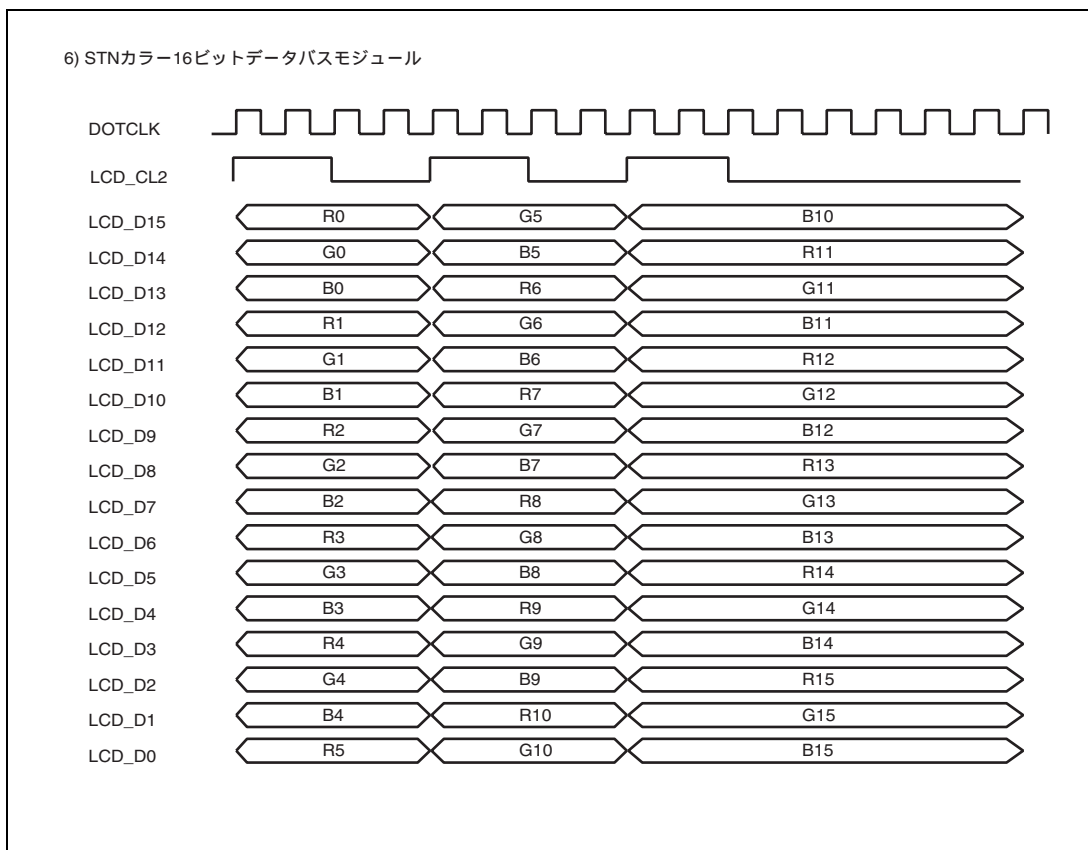 6) STNカラー16ビットデータバスモジュール
DOTCLK
LCD_CL2
LCD_D15 R0 G5 B10
LCD_D14 G0 B5 R11
LCD_D13 B0 R6 G11
LCD_D12 R1 G6 B11
LCD_D11 G1 B6 R12
LCD_D10 B1 R7 G12
LCD_D9 R2 G7 B12
LCD_D8 G2 B7 R13
LCD_D7 B2 R8 G13
LCD_D6 R3 G8 B13
LCD_D5 G3 B8 R14
LCD_D4 B3 R9 G14
LCD_D3 R4 G9 B14
LCD_D2 G4 B9 R15
LCD_D1 B4 R10 G15
LCD_D0 R5 G10 B15